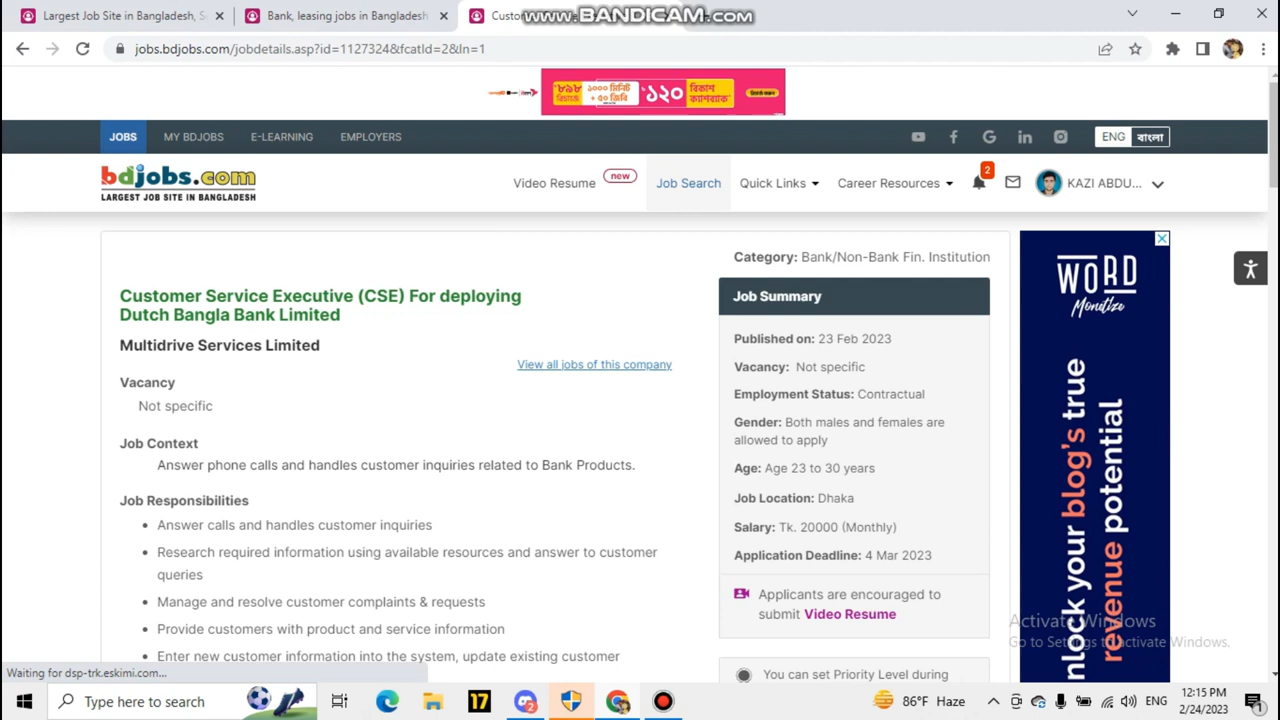 Largest Job Site in Bangladesh, S
Bank, leasing jobs in Bangladesh
Custo
WWW.BANDICAM.COM
jobs.bdjobs.com/jobdetails.asp?id=1127324&fcatId=2&ln=1
৳৮৯৮
১০০০ মিনিট
+ ৫০ জিবি
৳১২০
বিকাশ
ক্যাশব্যাক
JOBS
MY BDJOBS
E-LEARNING
EMPLOYERS
ENG
বাংলা
bdjobs.com
LARGEST JOB SITE IN BANGLADESH
Video Resume
new
Job Search
Quick Links
Career Resources
2
KAZI ABDU...
Category: Bank/Non-Bank Fin. Institution
Customer Service Executive (CSE) For deploying
Dutch Bangla Bank Limited
Multidrive Services Limited
View all jobs of this company
Vacancy
Not specific
Job Context
Answer phone calls and handles customer inquiries related to Bank Products.
Job Responsibilities
Answer calls and handles customer inquiries
Research required information using available resources and answer to customer
queries
Manage and resolve customer complaints & requests
Provide customers with product and service information
Enter new customer information system, update existing customer
Job Summary
Published on: 23 Feb 2023
Vacancy: Not specific
Employment Status: Contractual
Gender: Both males and females are
allowed to apply
Age: Age 23 to 30 years
Job Location: Dhaka
Salary: Tk. 20000 (Monthly)
Application Deadline: 4 Mar 2023
Applicants are encouraged to
submit Video Resume
You can set Priority Level during
WORD
Monetize
nlock your blog's true
revenue potential
Activate Windows
Go to Settings to activate Windows.
Waiting for dsp-trk.eskimi.com...
Type here to search
17
2
86°F Haze
ENG
12:15 PM
2/24/2023
1